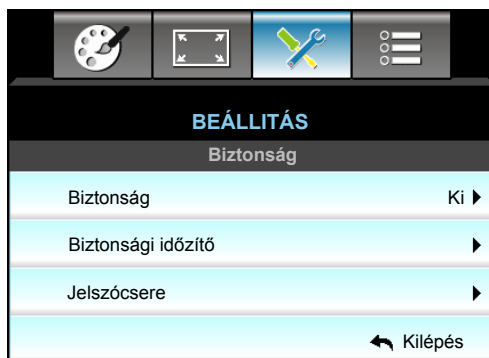 BEÁLLITÁS
Biztonság
Biztonság Ki
Biztonsági időzítő
Jelszócsere
Kilépés